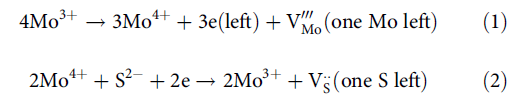 4Mo³⁺ → 3Mo⁴⁺ + 3e(left) + V‴_Mo(one Mo left) (1)
2Mo⁴⁺ + S²⁻ + 2e → 2Mo³⁺ + V_S̈(one S left) (2)